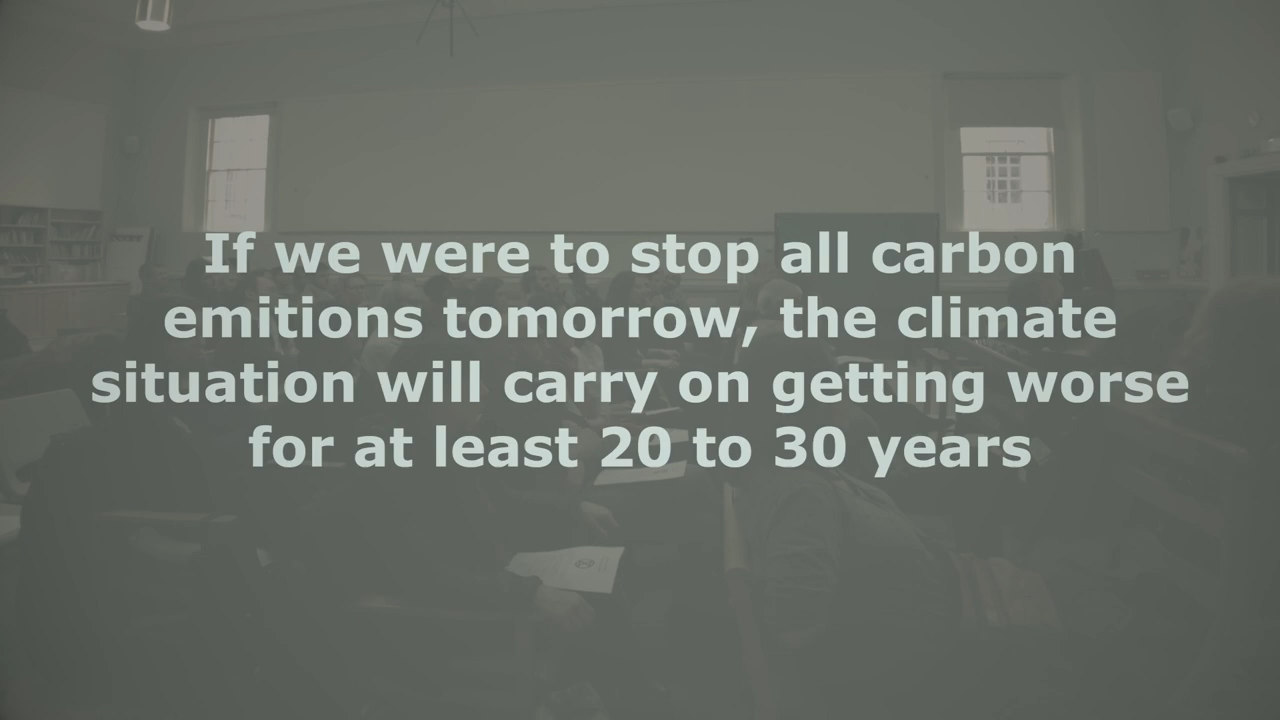 If we were to stop all carbon
emitions tomorrow, the climate
situation will carry on getting worse
for at least 20 to 30 years